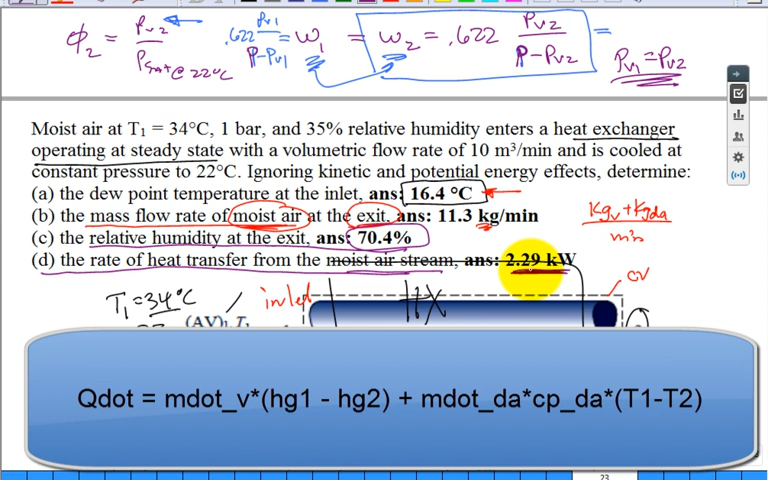 ϕ₂ = Pv2 / Psat@22°C   .622 Pv1 / P-Pv1 = ω₁ = ω₂ = .622 Pv2 / P-Pv2 =   Pv1 = Pv2
Moist air at T₁ = 34°C, 1 bar, and 35% relative humidity enters a heat exchanger
operating at steady state with a volumetric flow rate of 10 m³/min and is cooled at
constant pressure to 22°C. Ignoring kinetic and potential energy effects, determine:
(a) the dew point temperature at the inlet, ans: 16.4 °C
(b) the mass flow rate of moist air at the exit. ans: 11.3 kg/min
Kgv + Kgda / min
(c) the relative humidity at the exit, ans: 70.4%
(d) the rate of heat transfer from the moist air stream, ans: 2.29 kW
T₁ = 34°C / inlet HX CV
(AV)₁, T₁
Qdot = mdot_v*(hg1 - hg2) + mdot_da*cp_da*(T1-T2)
23